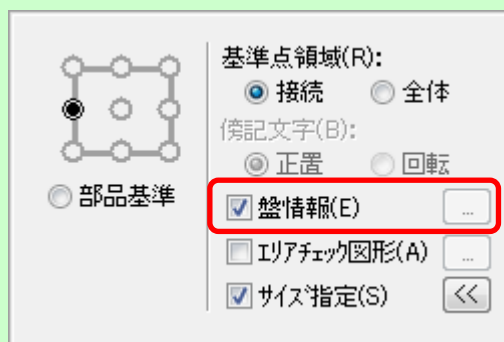 基準点領域(R):
接続 全体
傍記文字(B):
正置 回転
部品基準
盤情報(E) ...
エリアチェック図形(A) ...
サイズ指定(S) <<